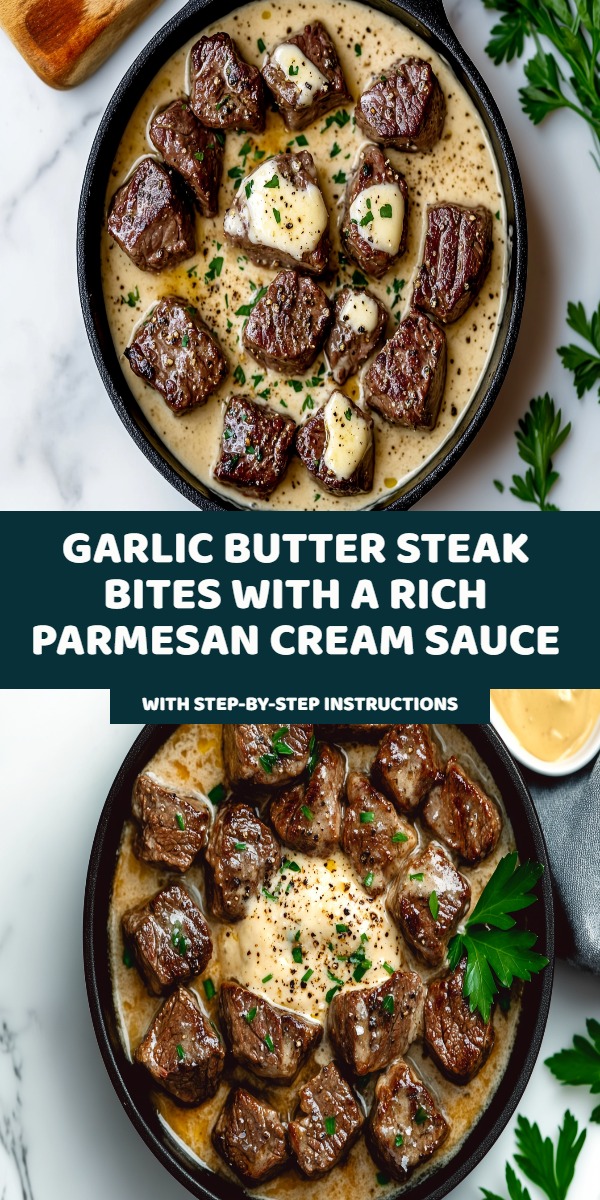 GARLIC BUTTER STEAK
BITES WITH A RICH
PARMESAN CREAM SAUCE
WITH STEP-BY-STEP INSTRUCTIONS